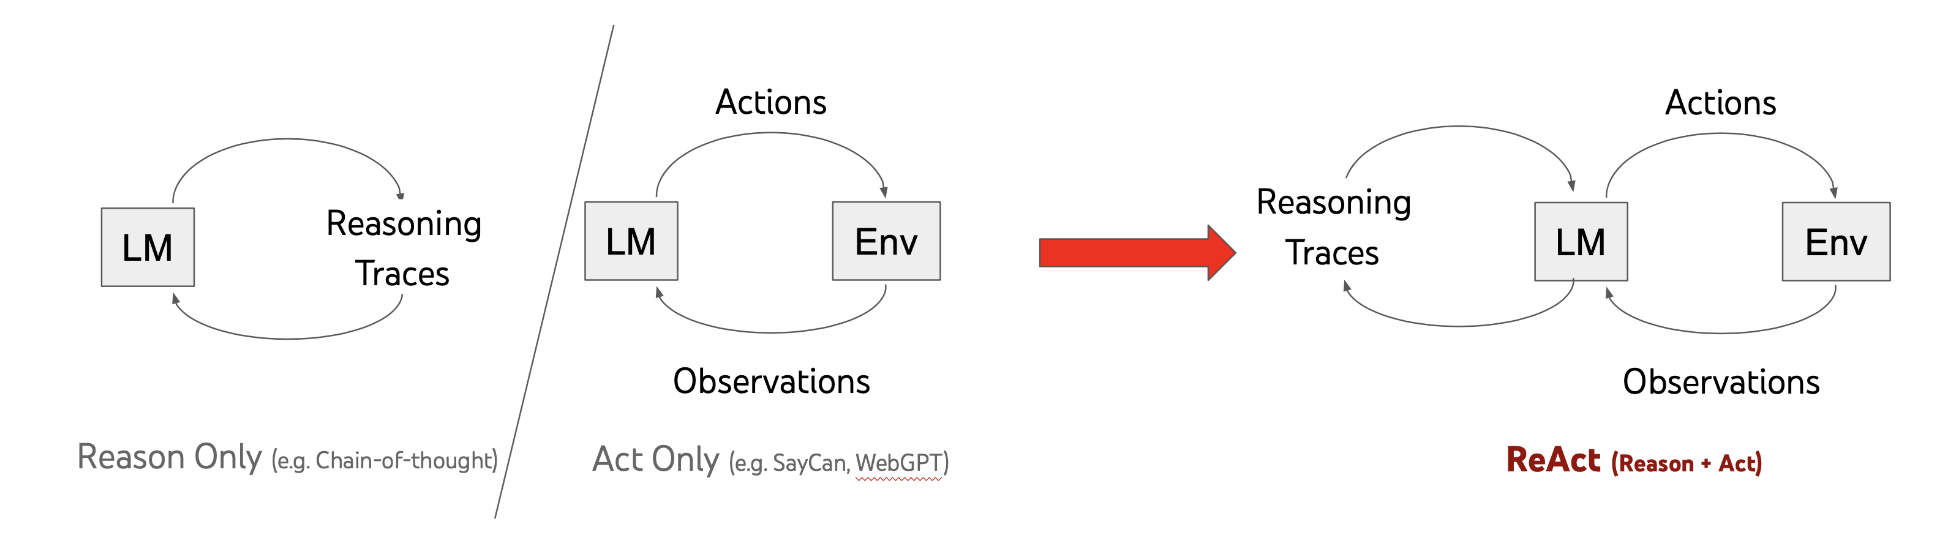 LM
Reasoning
Traces
Reason Only (e.g. Chain-of-thought)
Actions
LM
Env
Observations
Act Only (e.g. SayCan, WebGPT)
Reasoning
Traces
Actions
LM
Env
Observations
ReAct (Reason + Act)